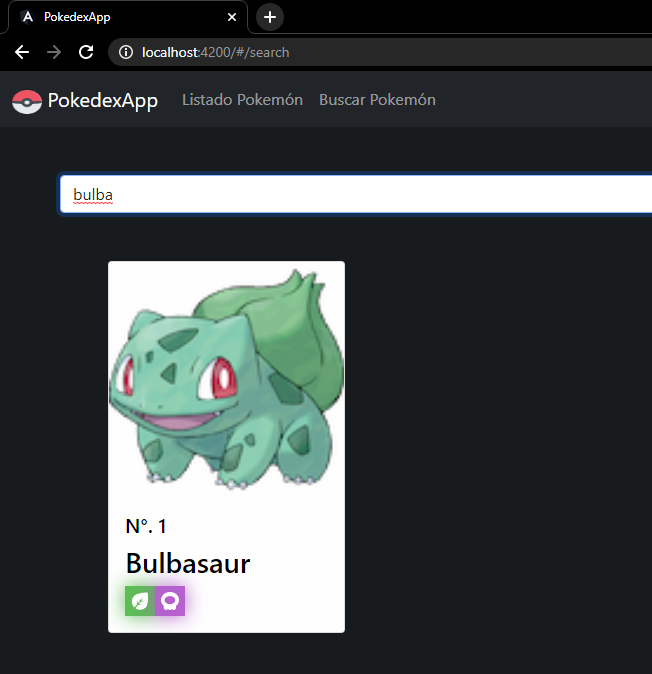 PokedexApp
localhost:4200/#/search
PokedexApp Listado Pokemón Buscar Pokemón
bulba
N°. 1
Bulbasaur